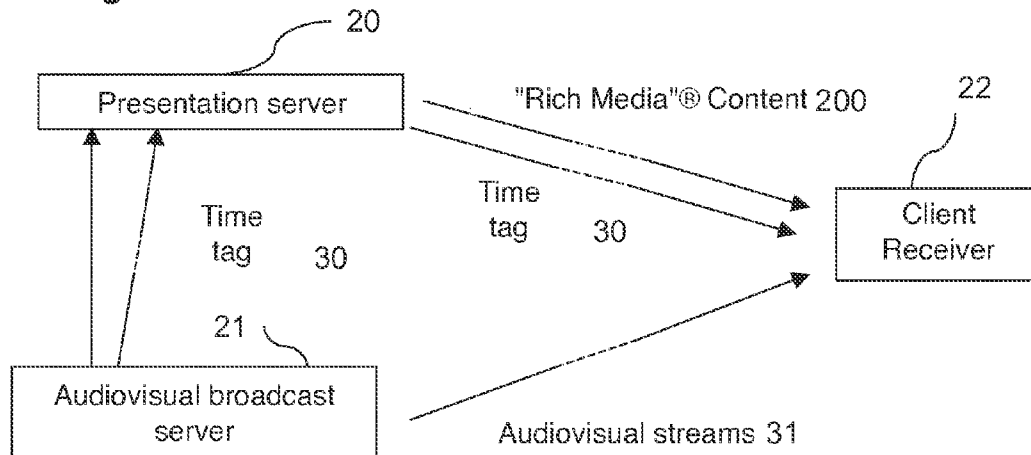 20
Presentation server
"Rich Media"® Content 200
22
Time
tag 30
Time
tag 30
Client
Receiver
21
Audiovisual broadcast
server
Audiovisual streams 31